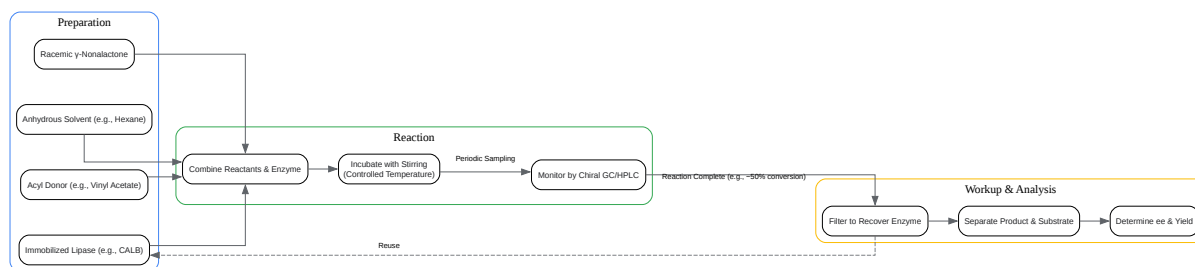 Preparation
Racemic γ-Nonalactone
Anhydrous Solvent (e.g., Hexane)
Acyl Donor (e.g., Vinyl Acetate)
Immobilized Lipase (e.g., CALB)
Reaction
Combine Reactants & Enzyme
Incubate with Stirring
(Controlled Temperature)
Periodic Sampling
Monitor by Chiral GC/HPLC
Reaction Complete (e.g., ~50% conversion)
Workup & Analysis
Filter to Recover Enzyme
Separate Product & Substrate
Determine ee & Yield
Reuse